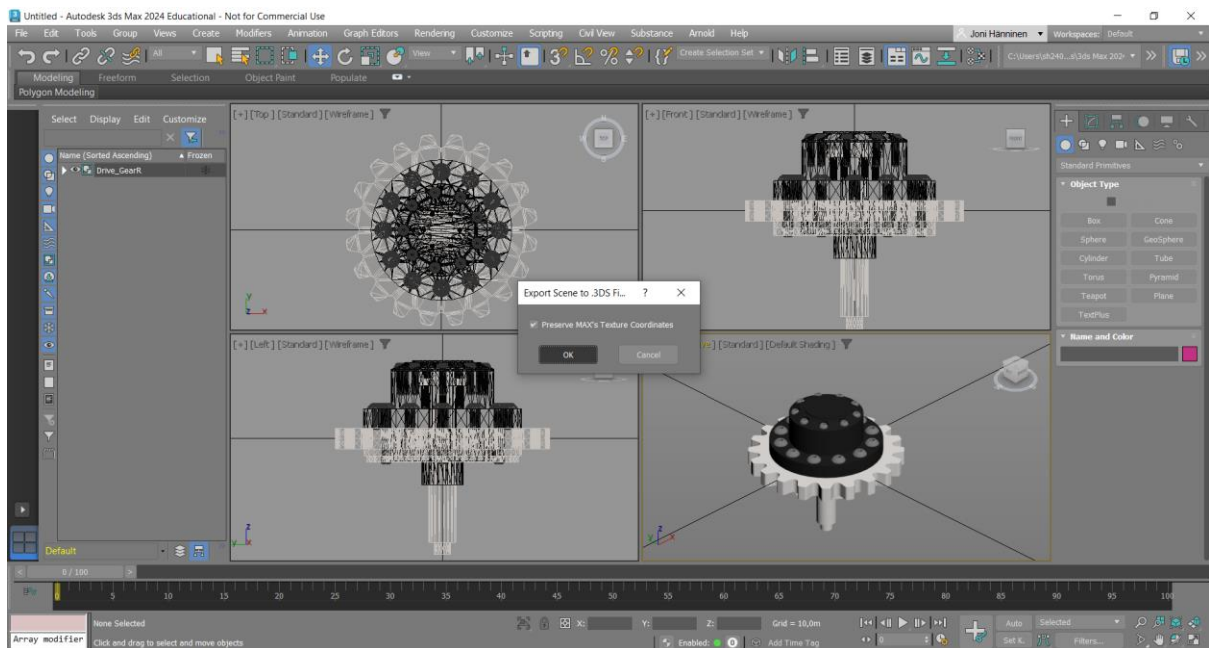 Untitled - Autodesk 3ds Max 2024 Educational - Not for Commercial Use
File Edit Tools Group Views Create Modifiers Animation Graph Editors Rendering Customize Scripting Civil View Substance Arnold Help
Joni Hänninen
Workspaces: Default
All
View
Create Selection Set
Modeling Freeform Selection Object Paint Populate
Polygon Modeling
Select Display Edit Customize
Name (Sorted Ascending) ▲ Frozen
Drive_GearR
[+] [Top ] [Standard ] [Wireframe ]
[+] [Front ] [Standard ] [Wireframe ]
[+] [Left ] [Standard ] [Wireframe ]
[Standard ] [Default Shading ]
TOP
FRONT
Export Scene to .3DS Fi... ? ×
Preserve MAX's Texture Coordinates
OK Cancel
Standard Primitives
Object Type
Box Cone
Sphere GeoSphere
Cylinder Tube
Torus Pyramid
Teapot Plane
TextPlus
Name and Color
y
z x
z
y
z
y x
Default
0 / 100
0 5 10 15 20 25 30 35 40 45 50 55 60 65 70 75 80 85 90 95 100
None Selected
X: Y: Z: Grid = 10,0m
Auto Selected
Array modifier
Click and drag to select and move objects
Enabled: Add Time Tag
0
Set K. Filters...